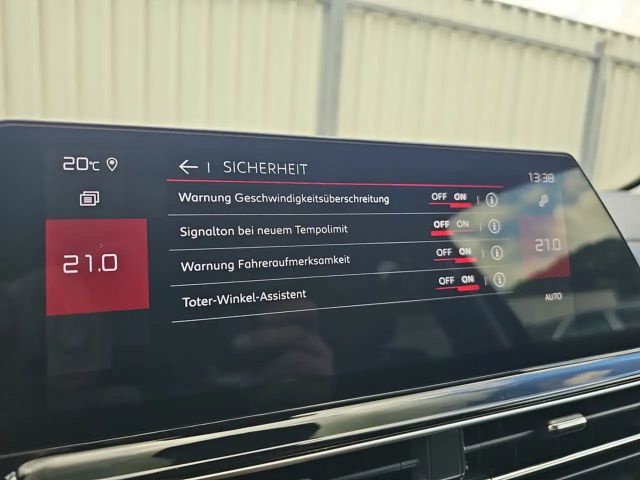 20°C
← | SICHERHEIT
13:38
Warnung Geschwindigkeitsüberschreitung OFF ON
Signalton bei neuem Tempolimit OFF ON
Warnung Fahreraufmerksamkeit OFF ON
Toter-Winkel-Assistent OFF ON
21.0
21.0
AUTO